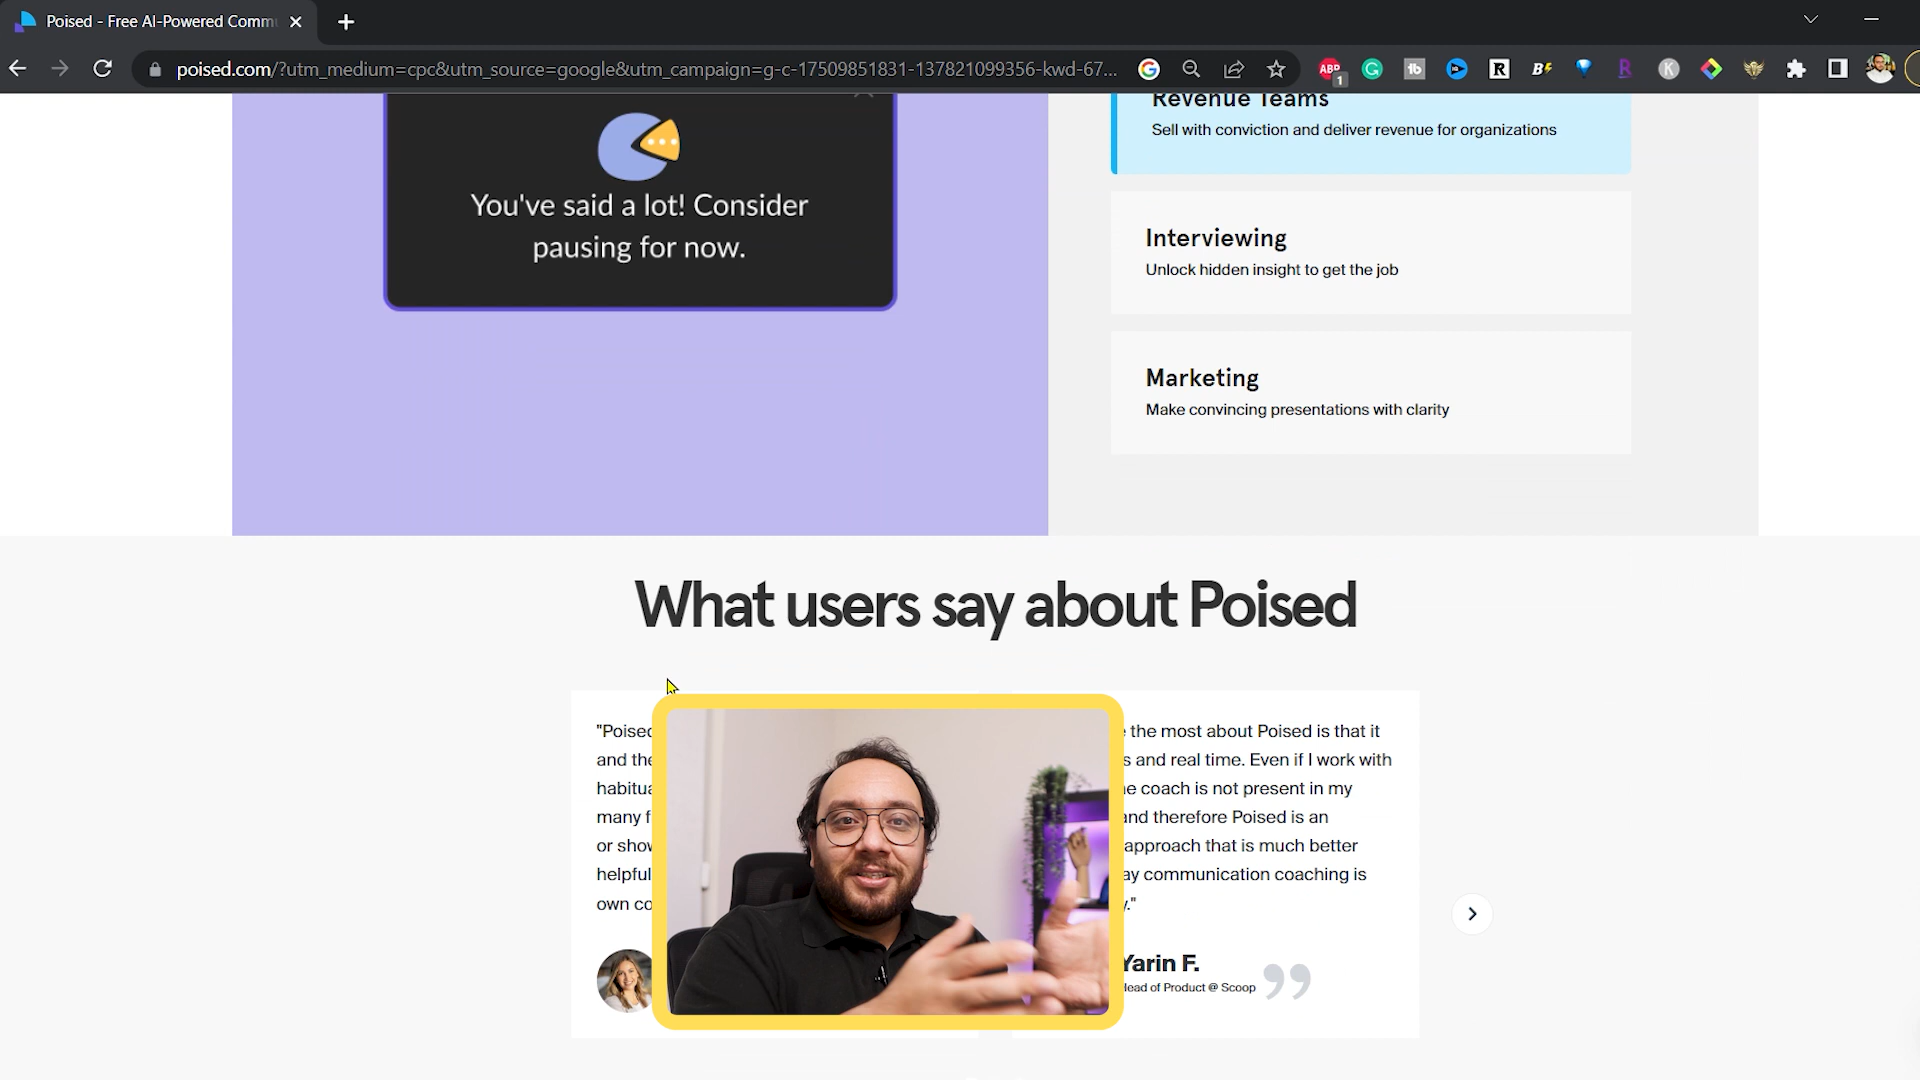 Poised - Free AI-Powered Comm
poised.com/?utm_medium=cpc&utm_source=google&utm_campaign=g-c-17509851831-137821099356-kwd-67...
ABP
1
tb
R
B
R
K
You've said a lot! Consider
pausing for now.
Revenue Teams
Sell with conviction and deliver revenue for organizations
Interviewing
Unlock hidden insight to get the job
Marketing
Make convincing presentations with clarity
What users say about Poised
"Poised
and the
habitua
many f
or show
helpful
own co
the most about Poised is that it
s and real time. Even if I work with
e coach is not present in my
and therefore Poised is an
approach that is much better
ay communication coaching is
."
Yarin F.
Head of Product @ Scoop